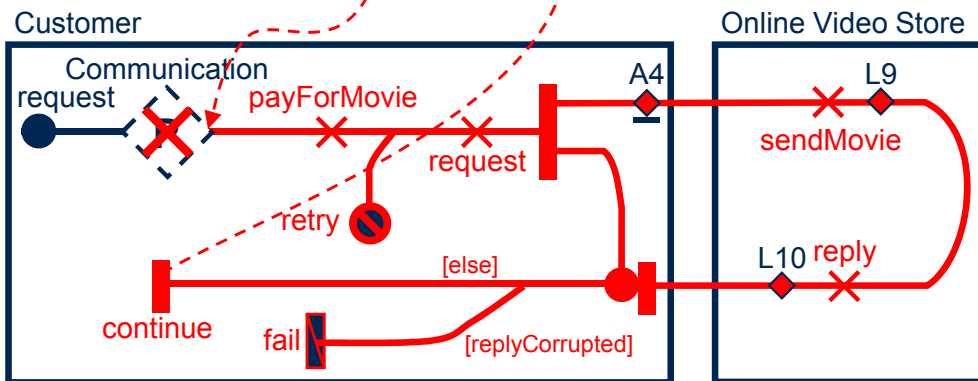 Customer
Online Video Store
Communication
request
payForMovie
A4
L9
request
sendMovie
retry
[else]
L10
reply
continue
fail
[replyCorrupted]